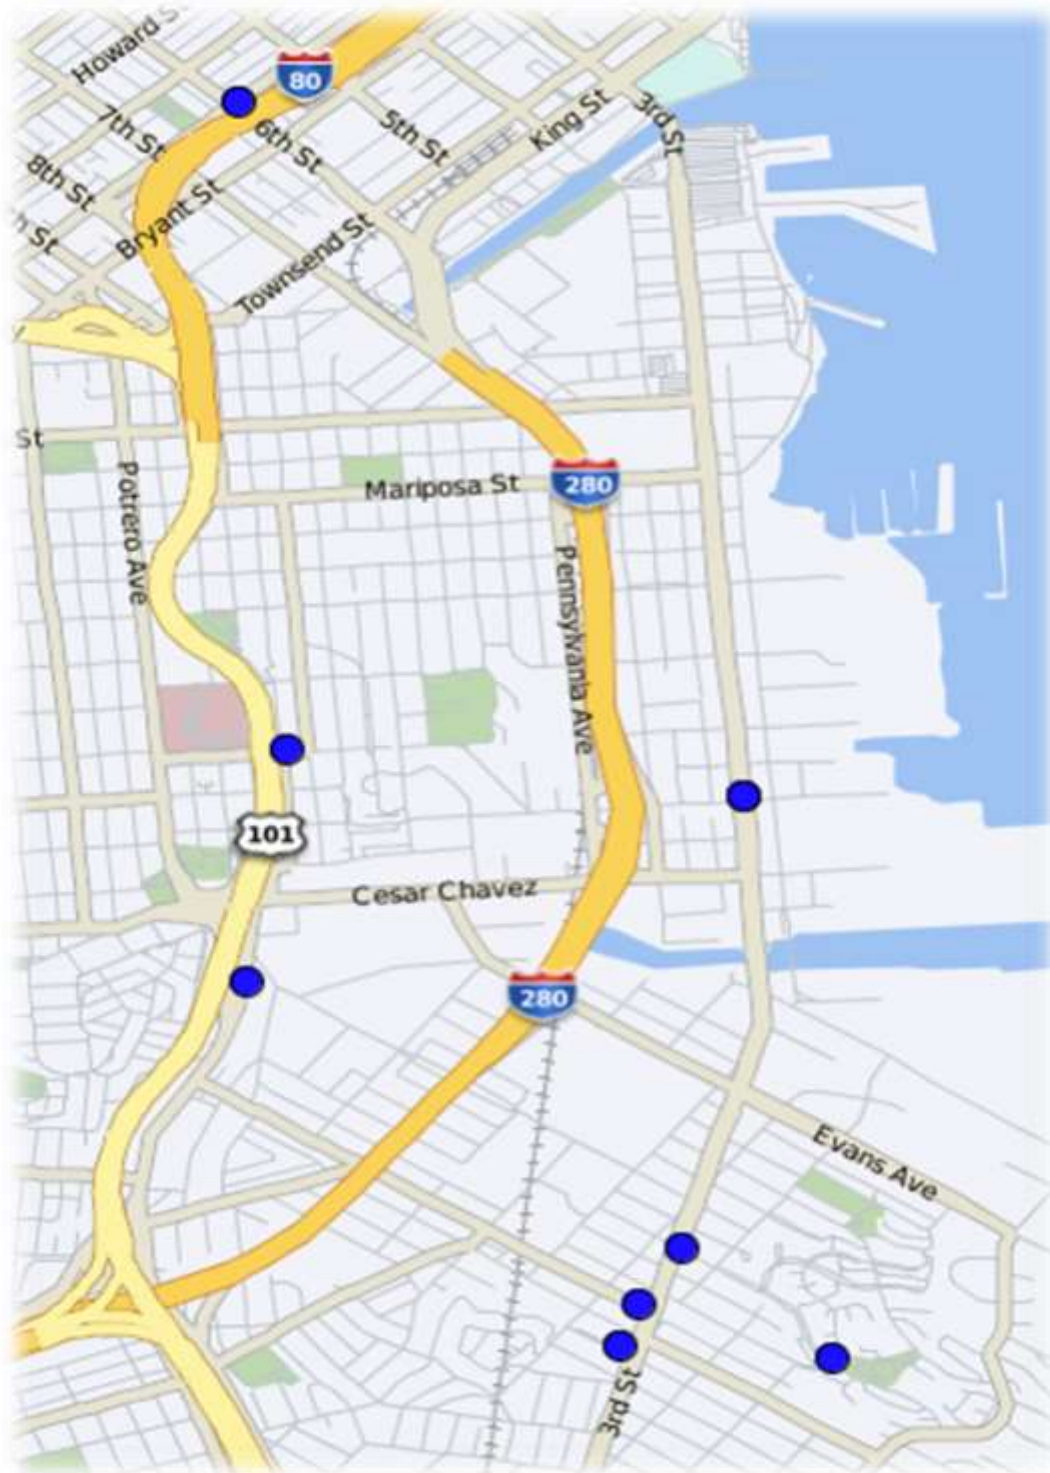 Howard St
80
3rd St
King St
5th St
6th St
7th St
8th St
h St
Bryant St
Townsend St
St
Mariposa St
280
Potrero Ave
Pennsylvania Ave
101
Cesar Chavez
280
Evans Ave
3rd St